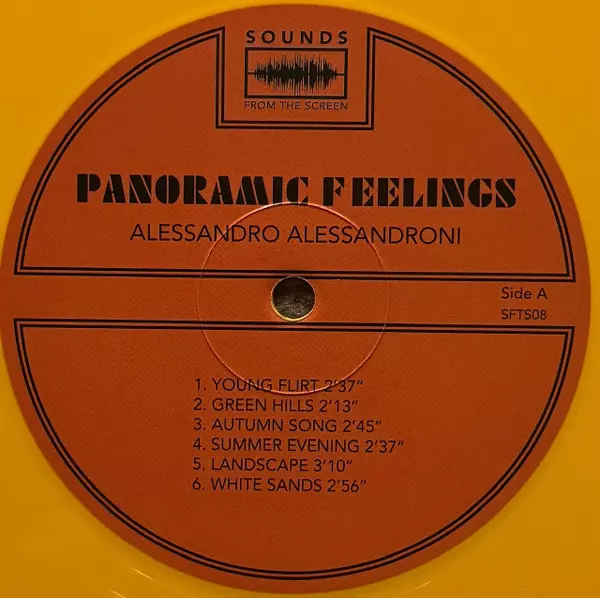 SOUNDS
FROM THE SCREEN
PANORAMIC FEELINGS
ALESSANDRO ALESSANDRONI
Side A
SFTS08
1. YOUNG FLIRT 2'37"
2. GREEN HILLS 2'13"
3. AUTUMN SONG 2'45"
4. SUMMER EVENING 2'37"
5. LANDSCAPE 3'10"
6. WHITE SANDS 2'56"